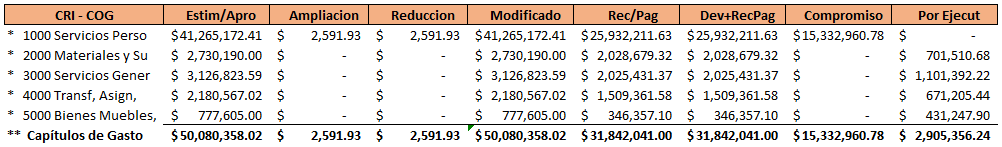 CRI - COG Estim/Apro Ampliacion Reduccion Modificado Rec/Pag Dev+RecPag Compromiso Por Ejecut
* 1000 Servicios Perso $41,265,172.41 $ 2,591.93 $ 2,591.93 $41,265,172.41 $25,932,211.63 $25,932,211.63 $15,332,960.78 $ -
* 2000 Materiales y Su $ 2,730,190.00 $ - $ - $ 2,730,190.00 $ 2,028,679.32 $ 2,028,679.32 $ - $ 701,510.68
* 3000 Servicios Gener $ 3,126,823.59 $ - $ - $ 3,126,823.59 $ 2,025,431.37 $ 2,025,431.37 $ - $ 1,101,392.22
* 4000 Transf, Asign, $ 2,180,567.02 $ - $ - $ 2,180,567.02 $ 1,509,361.58 $ 1,509,361.58 $ - $ 671,205.44
* 5000 Bienes Muebles, $ 777,605.00 $ - $ - $ 777,605.00 $ 346,357.10 $ 346,357.10 $ - $ 431,247.90
** Capítulos de Gasto $50,080,358.02 $ 2,591.93 $ 2,591.93 $50,080,358.02 $31,842,041.00 $31,842,041.00 $15,332,960.78 $ 2,905,356.24